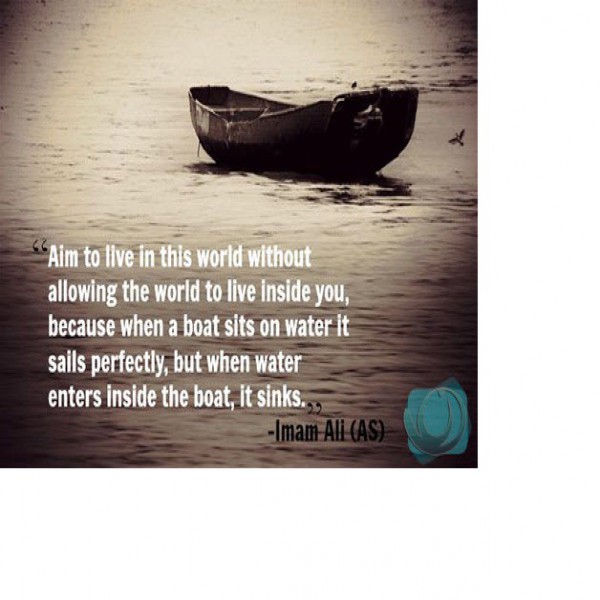 “Aim to live in this world without
allowing the world to live inside you,
because when a boat sits on water it
sails perfectly, but when water
enters inside the boat, it sinks.”
-Imam Ali (AS)